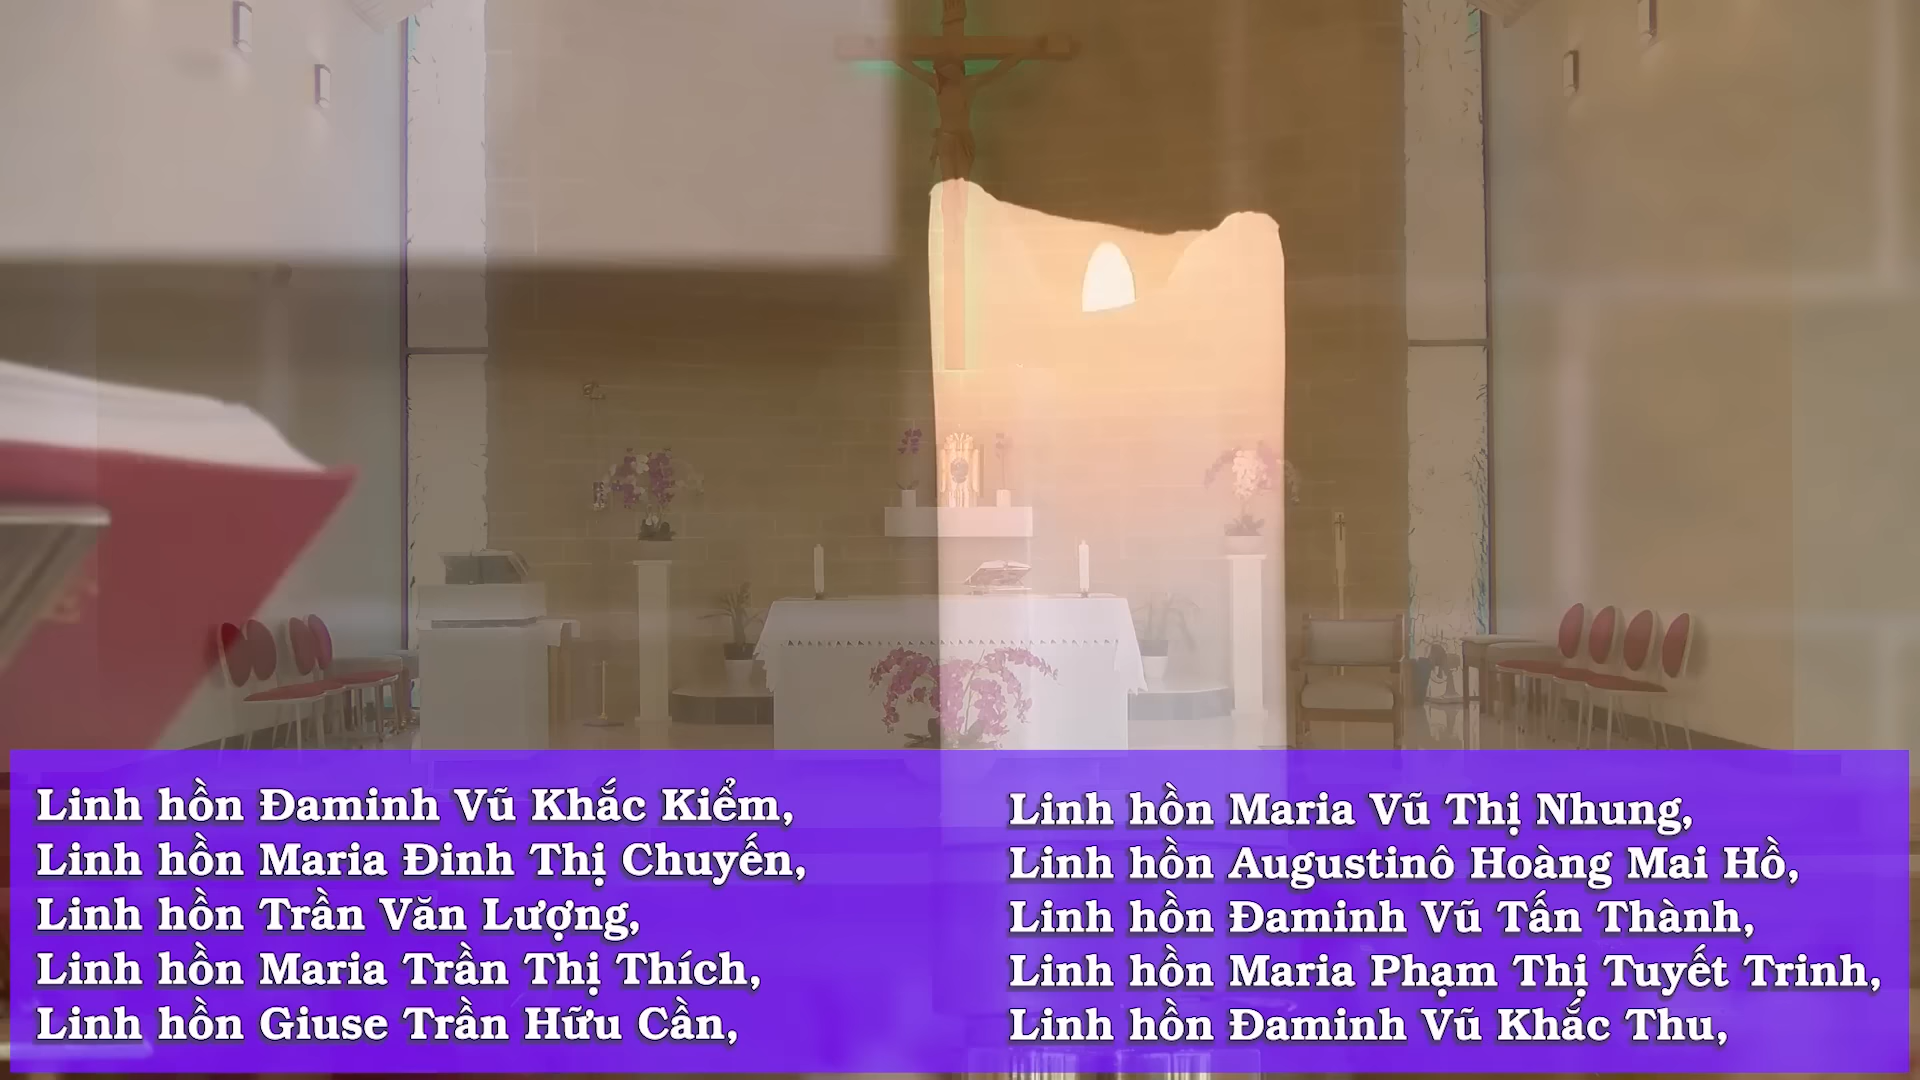 Linh hồn Đaminh Vũ Khắc Kiểm,
Linh hồn Maria Đinh Thị Chuyến,
Linh hồn Trần Văn Lượng,
Linh hồn Maria Trần Thị Thích,
Linh hồn Giuse Trần Hữu Cần,
Linh hồn Maria Vũ Thị Nhung,
Linh hồn Augustinô Hoàng Mai Hồ,
Linh hồn Đaminh Vũ Tấn Thành,
Linh hồn Maria Phạm Thị Tuyết Trinh,
Linh hồn Đaminh Vũ Khắc Thu,